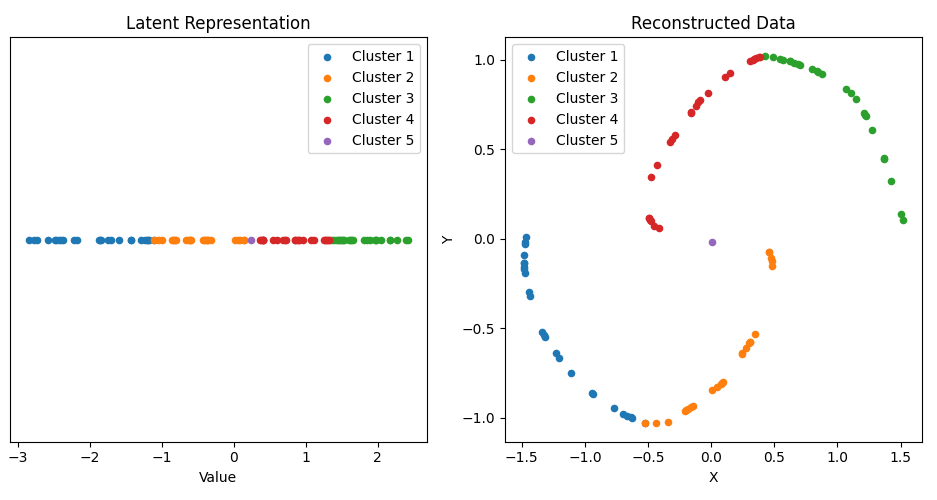 Latent Representation
Cluster 1
Cluster 2
Cluster 3
Cluster 4
Cluster 5
−3
−2
−1
0
1
2
Value
Reconstructed Data
Cluster 1
Cluster 2
Cluster 3
Cluster 4
Cluster 5
1.0
0.5
0.0
−0.5
−1.0
Y
−1.5
−1.0
−0.5
0.0
0.5
1.0
1.5
X